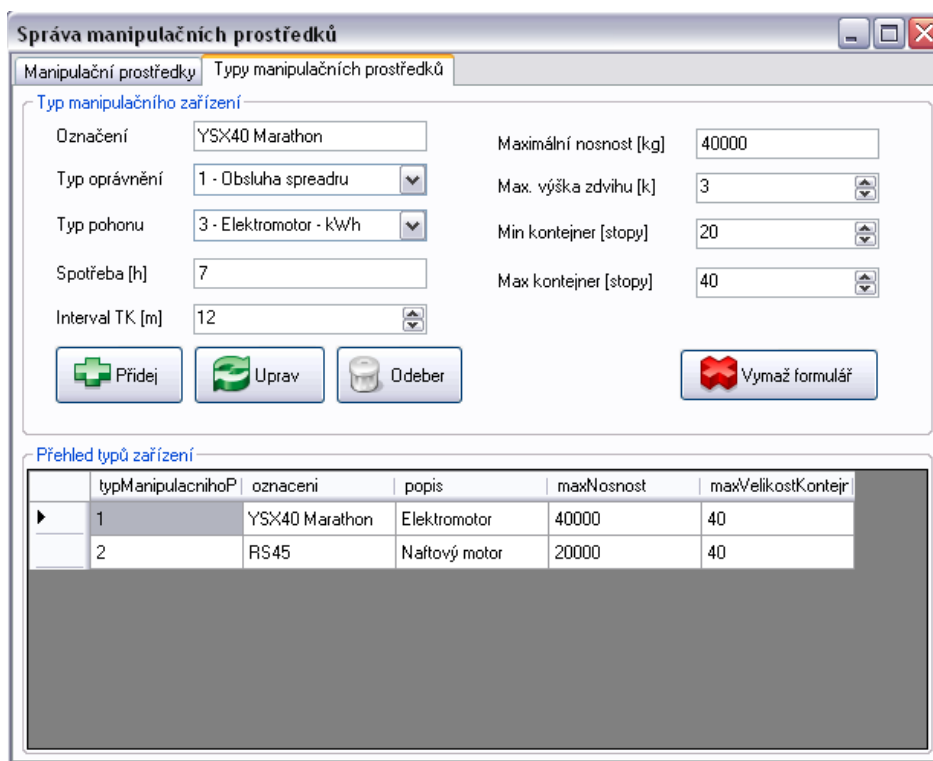 Správa manipulačních prostředků
Manipulační prostředky Typy manipulačních prostředků
Typ manipulačního zařízení
Označení YSX40 Marathon Maximální nosnost [kg] 40000
Typ oprávnění 1 - Obsluha spreadru Max. výška zdvihu [k] 3
Typ pohonu 3 - Elektromotor - kWh Min kontejner [stopy] 20
Spotřeba [h] 7 Max kontejner [stopy] 40
Interval TK [m] 12
Přidej Uprav Odeber Vymaž formulář
Přehled typů zařízení
typManipulacnihoP oznaceni popis maxNosnost maxVelikostKontejr
1 YSX40 Marathon Elektromotor 40000 40
2 RS45 Naftový motor 20000 40